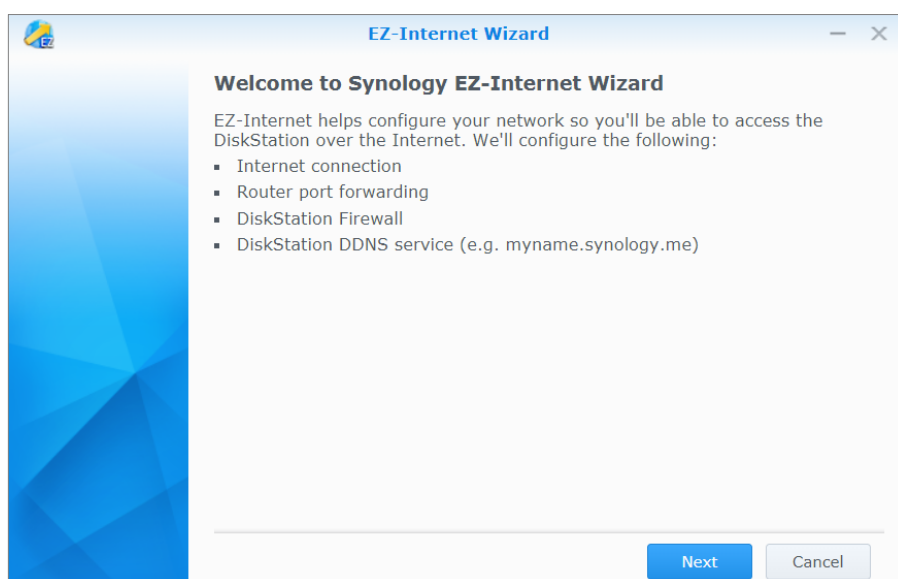 EZ
EZ-Internet Wizard
Welcome to Synology EZ-Internet Wizard
EZ-Internet helps configure your network so you'll be able to access the
DiskStation over the Internet. We'll configure the following:
▪ Internet connection
▪ Router port forwarding
▪ DiskStation Firewall
▪ DiskStation DDNS service (e.g. myname.synology.me)
Next
Cancel